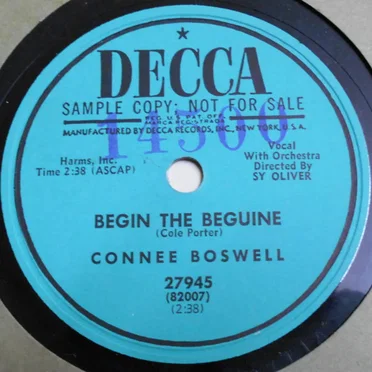 DECCA
SAMPLE COPY: NOT FOR SALE
REG. U.S. PAT. OFF.
MARCA REGISTRADA
14500
MANUFACTURED BY DECCA RECORDS, INC., NEW YORK, U.S.A.
Harms, Inc.
Time 2:38 (ASCAP)
Vocal
With Orchestra
Directed By
SY OLIVER
BEGIN THE BEGUINE
(Cole Porter)
CONNEE BOSWELL
27945
(82007)
(2:38)